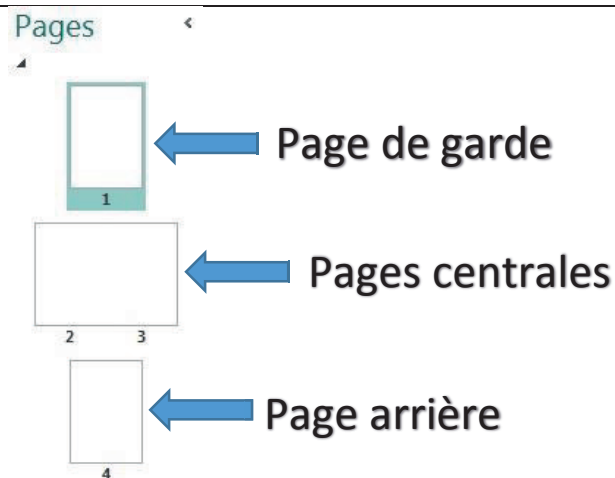 Pages
Page de garde
1
Pages centrales
2 3
Page arrière
4